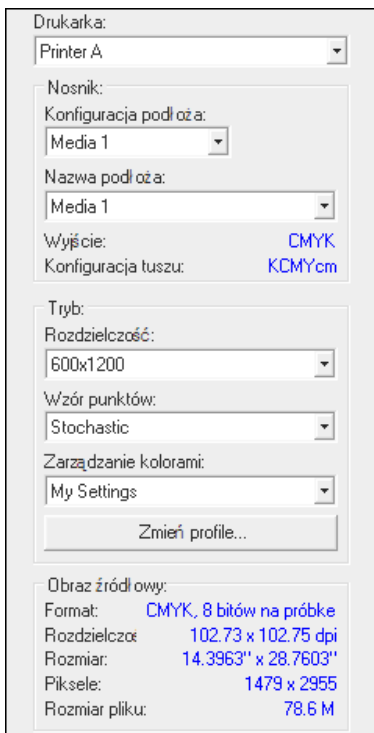 Drukarka:
Printer A
Nosnik:
Konfiguracja podłoża:
Media 1
Nazwa podłoża:
Media 1
Wyjście: CMYK
Konfiguracja tuszu: KCMYcm
Tryb:
Rozdzielczość:
600x1200
Wzór punktów:
Stochastic
Zarządzanie kolorami:
My Settings
Zmień profile...
Obraz źródłowy:
Format: CMYK, 8 bitów na próbke
Rozdzielczoś 102.73 x 102.75 dpi
Rozmiar: 14.3963'' x 28.7603''
Piksele: 1479 x 2955
Rozmiar pliku: 78.6 M